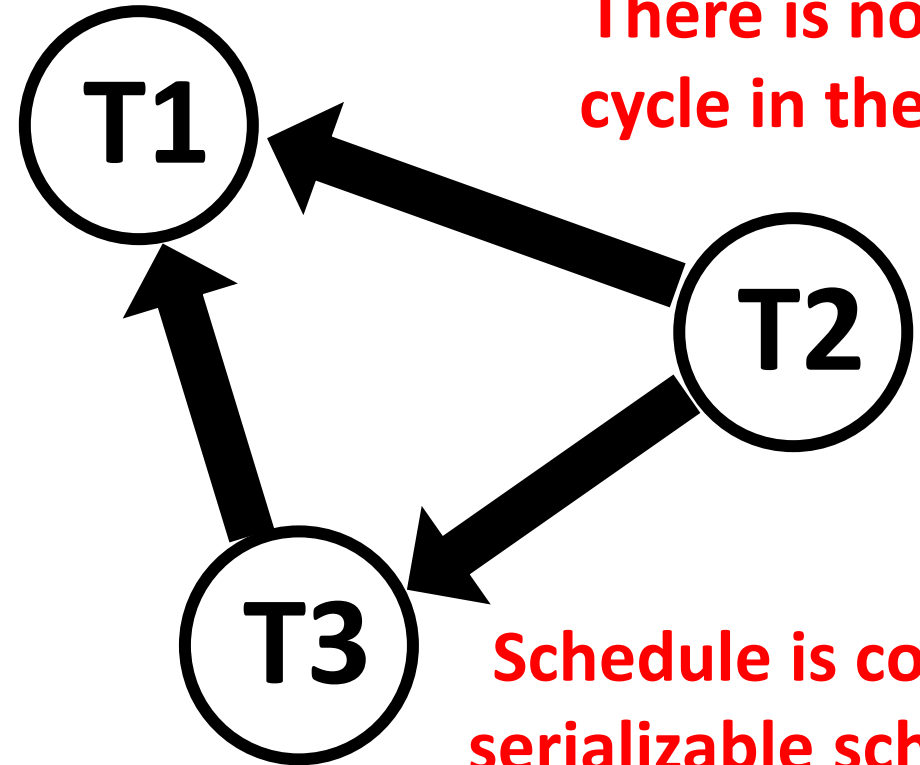 There is no
cycle in the
T1
T2
T3
Schedule is co
serializable sch